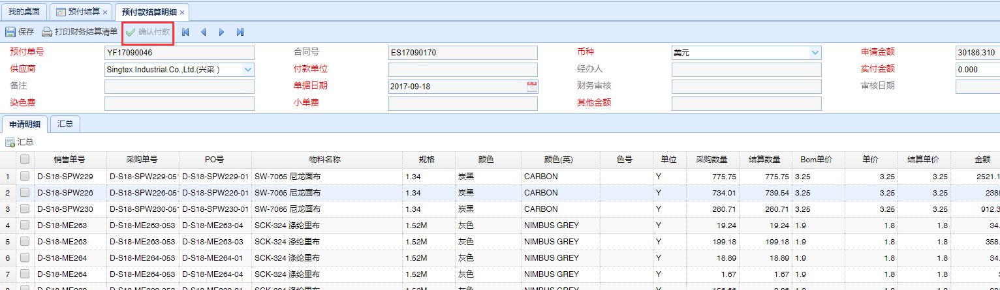 我的桌面 预付结算 预付款结算明细
保存 打印财务结算清单 确认付款
预付单号 YF17090046 合同号 ES17090170 币种 美元 申请金额 30186.310
供应商 Singtex Industrial.Co.,Ltd.(兴采 ) 付款单位 经办人 实付金额 0.000
备注 单据日期 2017-09-18 财务审核 审核日期
染色费 小单费 其他金额
申请明细 汇总
汇总
销售单号 采购单号 PO号 物料名称 规格 颜色 颜色(英) 色号 单位 采购数量 结算数量 Bom单价 单价 结算单价 金额
1 D-S18-SPW229 D-S18-SPW229-05 D-S18-SPW229-01 SW-7065 尼龙面布 1.34 炭黑 CARBON Y 775.75 775.75 3.25 3.25 3.25 2521.1
2 D-S18-SPW226 D-S18-SPW226-05 D-S18-SPW226-01 SW-7065 尼龙面布 1.34 炭黑 CARBON Y 734.01 739.54 3.25 3.25 3.25 238
3 D-S18-SPW230 D-S18-SPW230-05 D-S18-SPW230-01 SW-7065 尼龙面布 1.34 炭黑 CARBON Y 280.71 280.71 3.25 3.25 3.25 912.3
4 D-S18-ME263 D-S18-ME263-053 D-S18-ME263-04 SCK-324 涤纶里布 1.52M 灰色 NIMBUS GREY Y 19.24 19.24 1.9 1.8 1.8 34.
5 D-S18-ME263 D-S18-ME263-053 D-S18-ME263-03 SCK-324 涤纶里布 1.52M 灰色 NIMBUS GREY Y 199.18 199.18 1.9 1.8 1.8 358.
6 D-S18-ME264 D-S18-ME264-053 D-S18-ME264-01 SCK-324 涤纶里布 1.52M 灰色 NIMBUS GREY Y 18.89 18.89 1.9 1.8 1.8 34.
7 D-S18-ME264 D-S18-ME264-053 D-S18-ME264-04 SCK-324 涤纶里布 1.52M 灰色 NIMBUS GREY Y 1.67 1.67 1.9 1.8 1.8